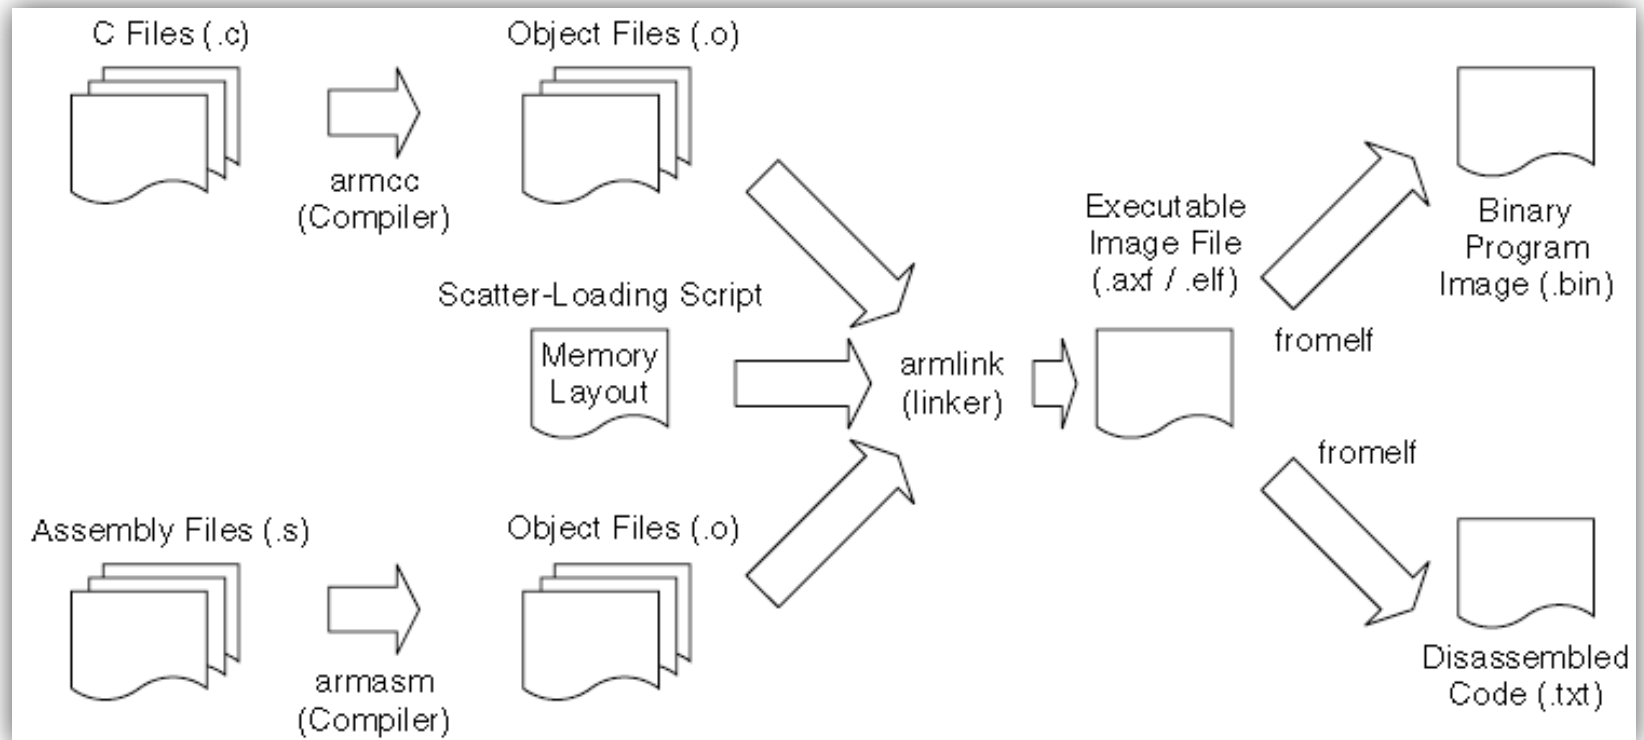 C Files (.c)
Object Files (.o)
armcc
(Compiler)
Scatter-Loading Script
Memory
Layout
armlink
(linker)
Executable
Image File
(.axf / .elf)
fromelf
Binary
Program
Image (.bin)
Assembly Files (.s)
Object Files (.o)
armasm
(Compiler)
fromelf
Disassembled
Code (.txt)